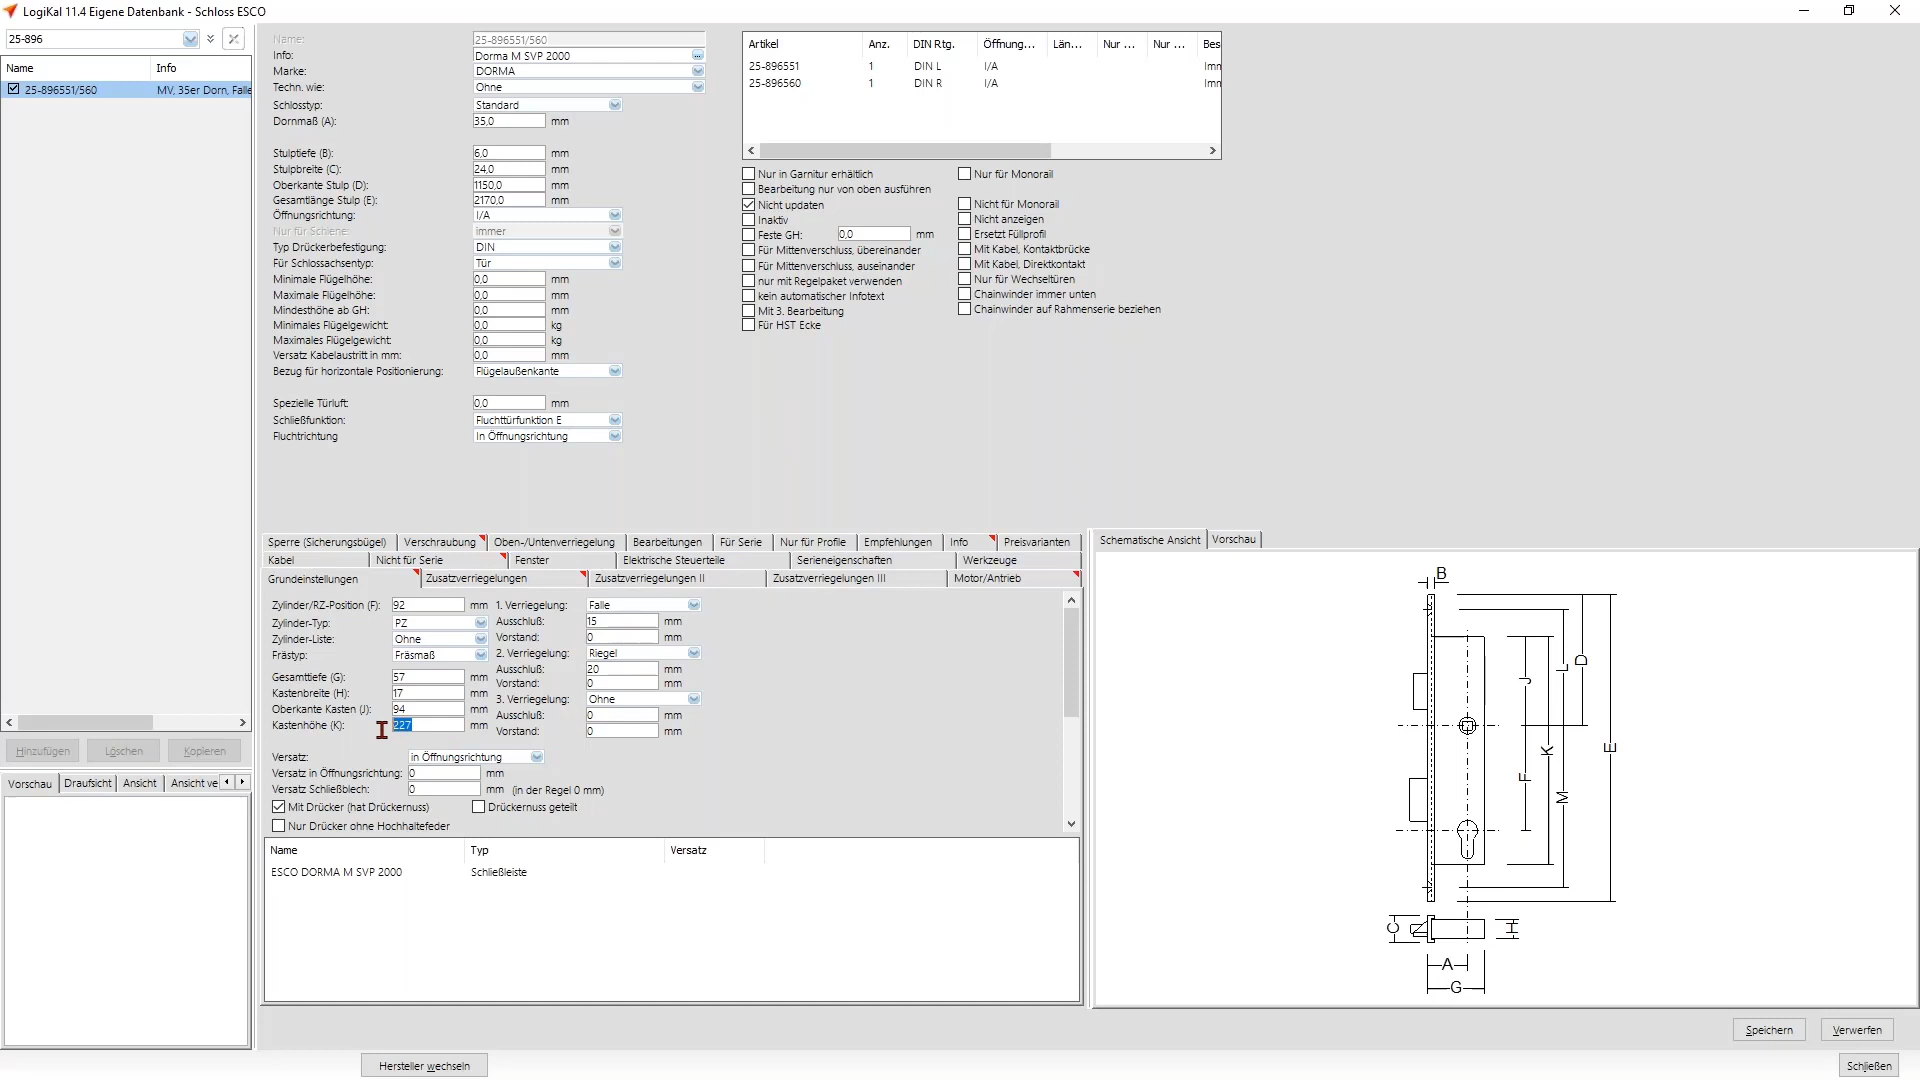 LogiKal 11.4 Eigene Datenbank - Schloss ESCO
25-896
Name Info
25-896551/560 MV, 35er Dorn, Falle
Hinzufügen Löschen Kopieren
Vorschau Draufsicht Ansicht Ansicht ve
Name: 25-896551/560
Info: Dorma M SVP 2000 ...
Marke: DORMA
Techn. wie: Ohne
Schlosstyp: Standard
Dornmaß (A): 35,0 mm
Stulptiefe (B): 6,0 mm
Stulpbreite (C): 24,0 mm
Oberkante Stulp (D): 1150,0 mm
Gesamtlänge Stulp (E): 2170,0 mm
Öffnungsrichtung: I/A
Nur für Schiene: immer
Typ Drückerbefestigung: DIN
Für Schlossachsentyp: Tür
Minimale Flügelhöhe: 0,0 mm
Maximale Flügelhöhe: 0,0 mm
Mindesthöhe ab GH: 0,0 mm
Minimales Flügelgewicht: 0,0 kg
Maximales Flügelgewicht: 0,0 kg
Versatz Kabelaustritt in mm: 0,0 mm
Bezug für horizontale Positionierung: Flügelaußenkante
Spezielle Türluft: 0,0 mm
Schließfunktion: Fluchttürfunktion E
Fluchtrichtung In Öffnungsrichtung
Artikel Anz. DIN Rtg. Öffnung... Län... Nur ... Nur ... Bes
25-896551 1 DIN L I/A Imn
25-896560 1 DIN R I/A Imn
Nur in Garnitur erhältlich
Bearbeitung nur von oben ausführen
Nicht updaten
Inaktiv
Feste GH: 0,0 mm
Für Mittenverschluss, übereinander
Für Mittenverschluss, auseinander
nur mit Regelpaket verwenden
kein automatischer Infotext
Mit 3. Bearbeitung
Für HST Ecke
Nur für Monorail
Nicht für Monorail
Nicht anzeigen
Ersetzt Füllprofil
Mit Kabel, Kontaktbrücke
Mit Kabel, Direktkontakt
Nur für Wechseltüren
Chainwinder immer unten
Chainwinder auf Rahmenserie beziehen
Sperre (Sicherungsbügel) Verschraubung Oben-/Untenverriegelung Bearbeitungen Für Serie Nur für Profile Empfehlungen Info Preisvarianten
Kabel Nicht für Serie Fenster Elektrische Steuerteile Serieneigenschaften Werkzeuge
Grundeinstellungen Zusatzverriegelungen Zusatzverriegelungen II Zusatzverriegelungen III Motor/Antrieb
Zylinder/RZ-Position (F): 92 mm
Zylinder-Typ: PZ
Zylinder-Liste: Ohne
Frästyp: Fräsmaß
Gesamttiefe (G): 57 mm
Kastenbreite (H): 17 mm
Oberkante Kasten (J): 94 mm
Kastenhöhe (K): 227 mm
1. Verriegelung: Falle
Ausschluß: 15 mm
Vorstand: 0 mm
2. Verriegelung: Riegel
Ausschluß: 20 mm
Vorstand: 0 mm
3. Verriegelung: Ohne
Ausschluß: 0 mm
Vorstand: 0 mm
Versatz: in Öffnungsrichtung
Versatz in Öffnungsrichtung: 0 mm
Versatz Schließblech: 0 mm (in der Regel 0 mm)
Mit Drücker (hat Drückernuss) Drückernuss geteilt
Nur Drücker ohne Hochhaltefeder
Name Typ Versatz
ESCO DORMA M SVP 2000 Schließleiste
Schematische Ansicht Vorschau
B
D
L
J
E
K
F
M
C
H
A
G
Speichern Verwerfen
Hersteller wechseln Schließen